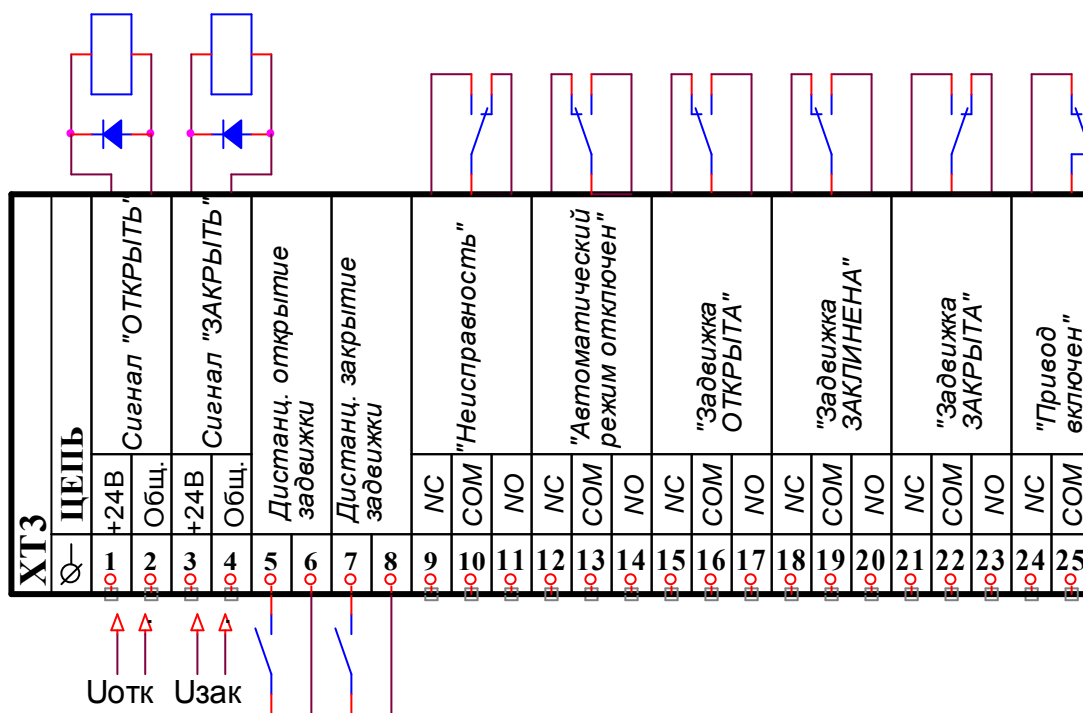 ХТ3
ЦЕПЬ
Сигнал "ОТКРЫТЬ"
Сигнал "ЗАКРЫТЬ"
Дистанц. открытие
задвижки
Дистанц. закрытие
задвижки
"Неисправность"
"Автоматический
режим отключен"
"Задвижка
ОТКРЫТА"
"Задвижка
ЗАКЛИНЕНА"
"Задвижка
ЗАКРЫТА"
"Привод
включен"
+24В Общ. +24В Общ. NC COM NO NC COM NO NC COM NO NC COM NO NC COM NO NC COM
1 2 3 4 5 6 7 8 9 10 11 12 13 14 15 16 17 18 19 20 21 22 23 24 25
Uотк Uзак